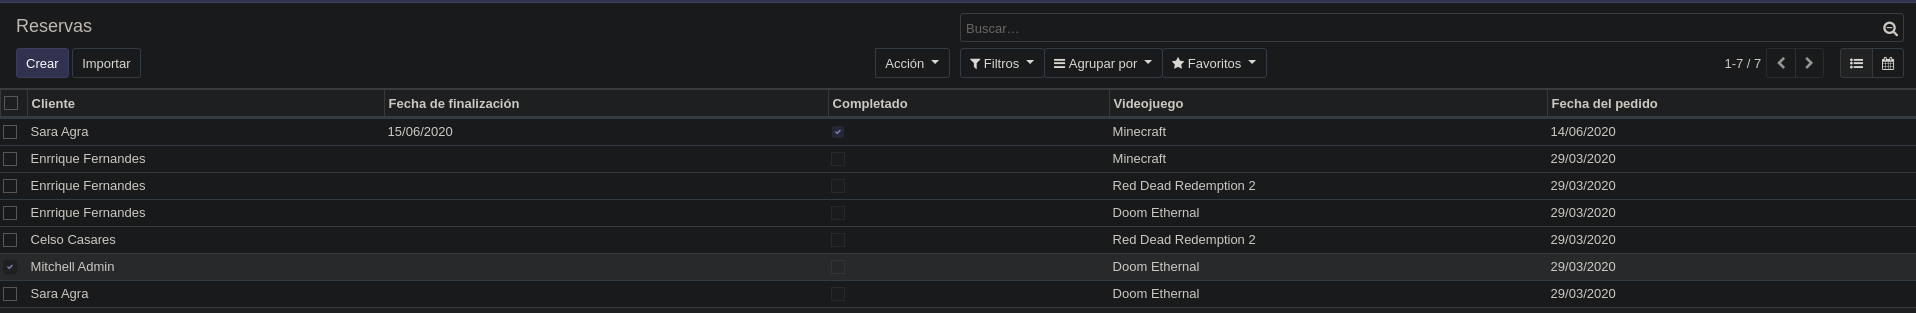 Reservas
Buscar...
Crear Importar Acción Filtros Agrupar por Favoritos 1-7 / 7
Cliente Fecha de finalización Completado Videojuego Fecha del pedido
Sara Agra 15/06/2020 Minecraft 14/06/2020
Enrrique Fernandes Minecraft 29/03/2020
Enrrique Fernandes Red Dead Redemption 2 29/03/2020
Enrrique Fernandes Doom Ethernal 29/03/2020
Celso Casares Red Dead Redemption 2 29/03/2020
Mitchell Admin Doom Ethernal 29/03/2020
Sara Agra Doom Ethernal 29/03/2020